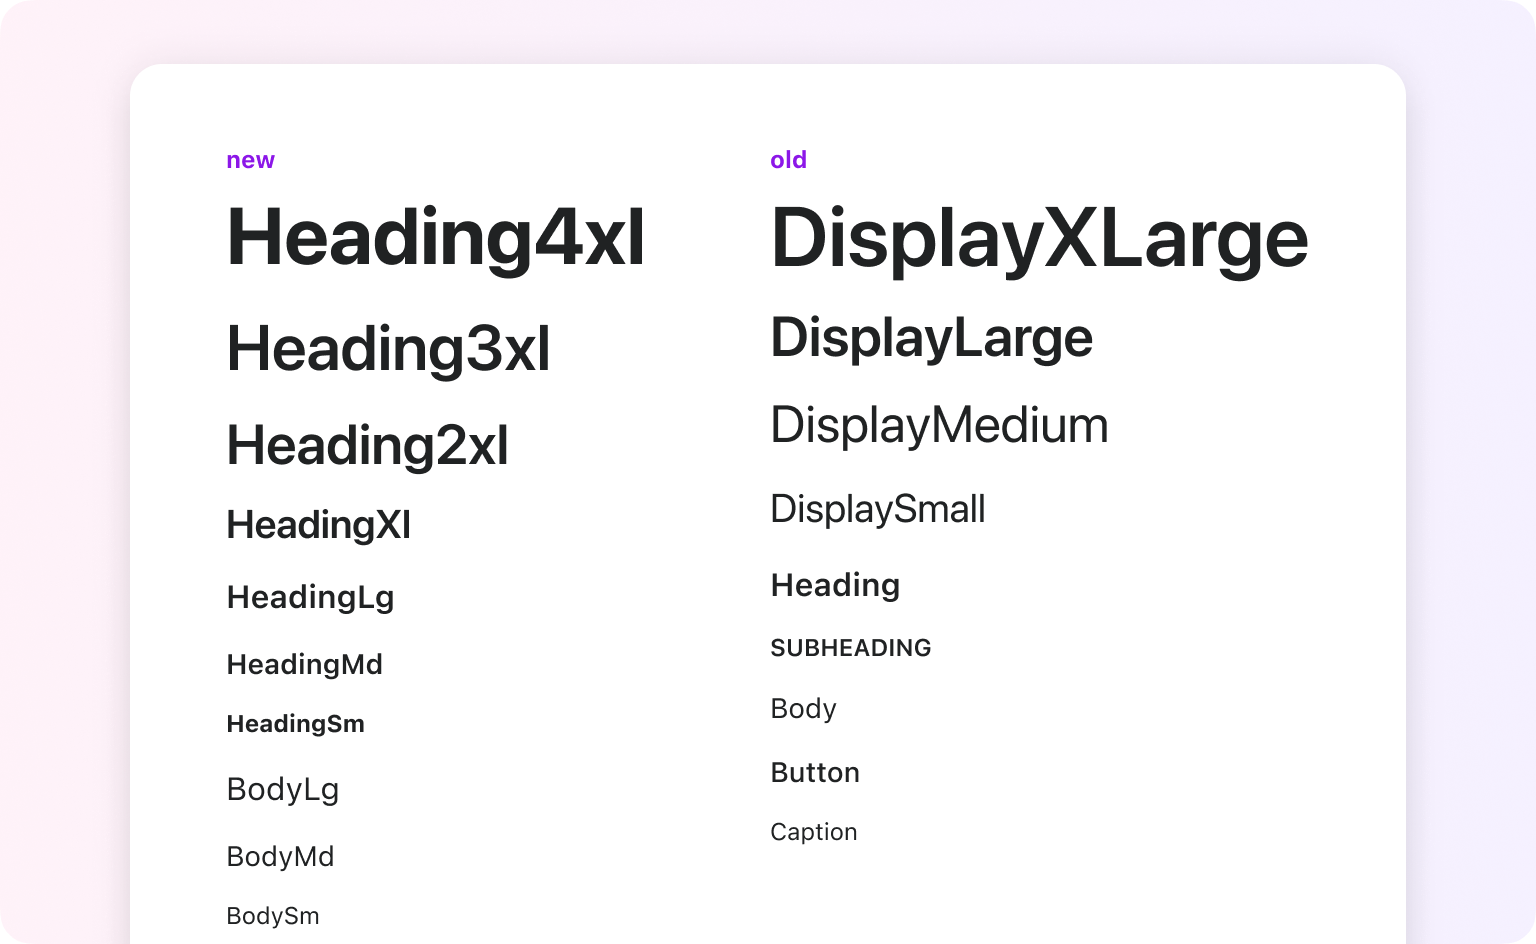 new
Heading4xl
Heading3xl
Heading2xl
HeadingXl
HeadingLg
HeadingMd
HeadingSm
BodyLg
BodyMd
BodySm
old
DisplayXLarge
DisplayLarge
DisplayMedium
DisplaySmall
Heading
SUBHEADING
Body
Button
Caption